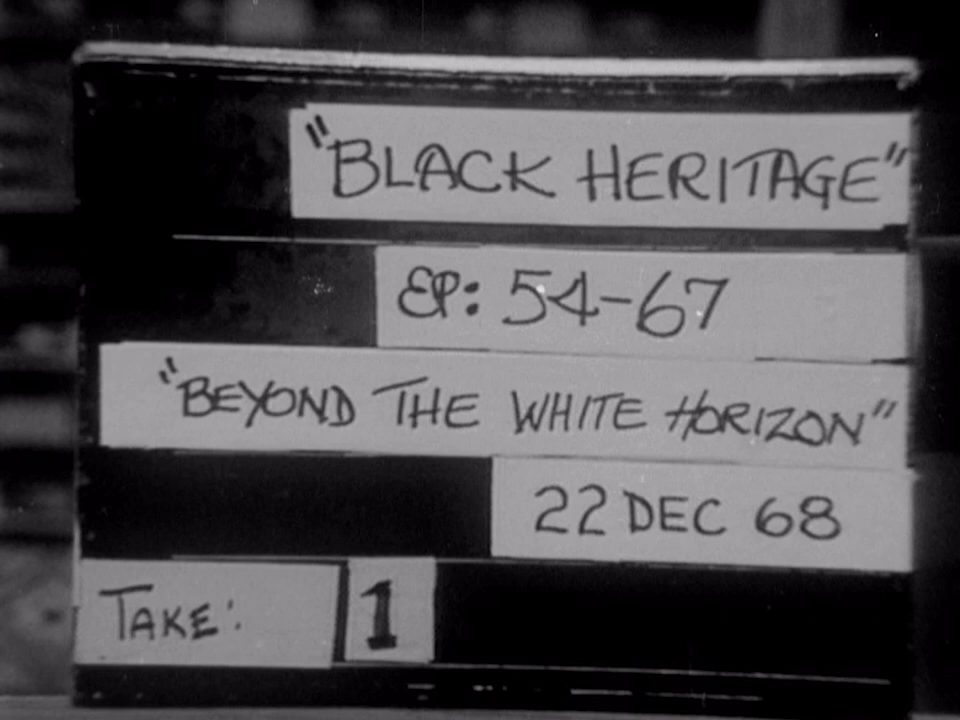 "BLACK HERITAGE"
EP: 54-67
"BEYOND THE WHITE HORIZON"
22 DEC 68
TAKE: 1